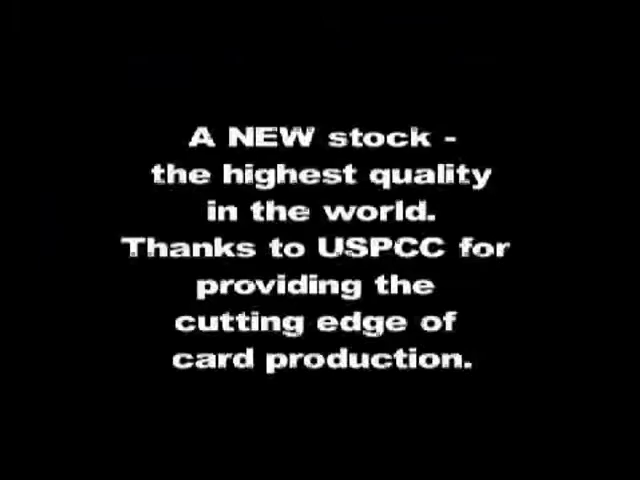 A NEW stock -
the highest quality
in the world.
Thanks to USPCC for
providing the
cutting edge of
card production.